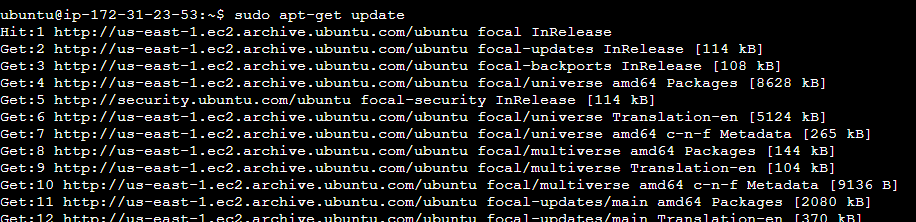 ubuntu@ip-172-31-23-53:~$ sudo apt-get update
Hit:1 http://us-east-1.ec2.archive.ubuntu.com/ubuntu focal InRelease
Get:2 http://us-east-1.ec2.archive.ubuntu.com/ubuntu focal-updates InRelease [114 kB]
Get:3 http://us-east-1.ec2.archive.ubuntu.com/ubuntu focal-backports InRelease [108 kB]
Get:4 http://us-east-1.ec2.archive.ubuntu.com/ubuntu focal/universe amd64 Packages [8628 kB]
Get:5 http://security.ubuntu.com/ubuntu focal-security InRelease [114 kB]
Get:6 http://us-east-1.ec2.archive.ubuntu.com/ubuntu focal/universe Translation-en [5124 kB]
Get:7 http://us-east-1.ec2.archive.ubuntu.com/ubuntu focal/universe amd64 c-n-f Metadata [265 kB]
Get:8 http://us-east-1.ec2.archive.ubuntu.com/ubuntu focal/multiverse amd64 Packages [144 kB]
Get:9 http://us-east-1.ec2.archive.ubuntu.com/ubuntu focal/multiverse Translation-en [104 kB]
Get:10 http://us-east-1.ec2.archive.ubuntu.com/ubuntu focal/multiverse amd64 c-n-f Metadata [9136 B]
Get:11 http://us-east-1.ec2.archive.ubuntu.com/ubuntu focal-updates/main amd64 Packages [2080 kB]
Get:12 http://us-east-1.ec2.archive.ubuntu.com/ubuntu focal-updates/main Translation-en [370 kB]